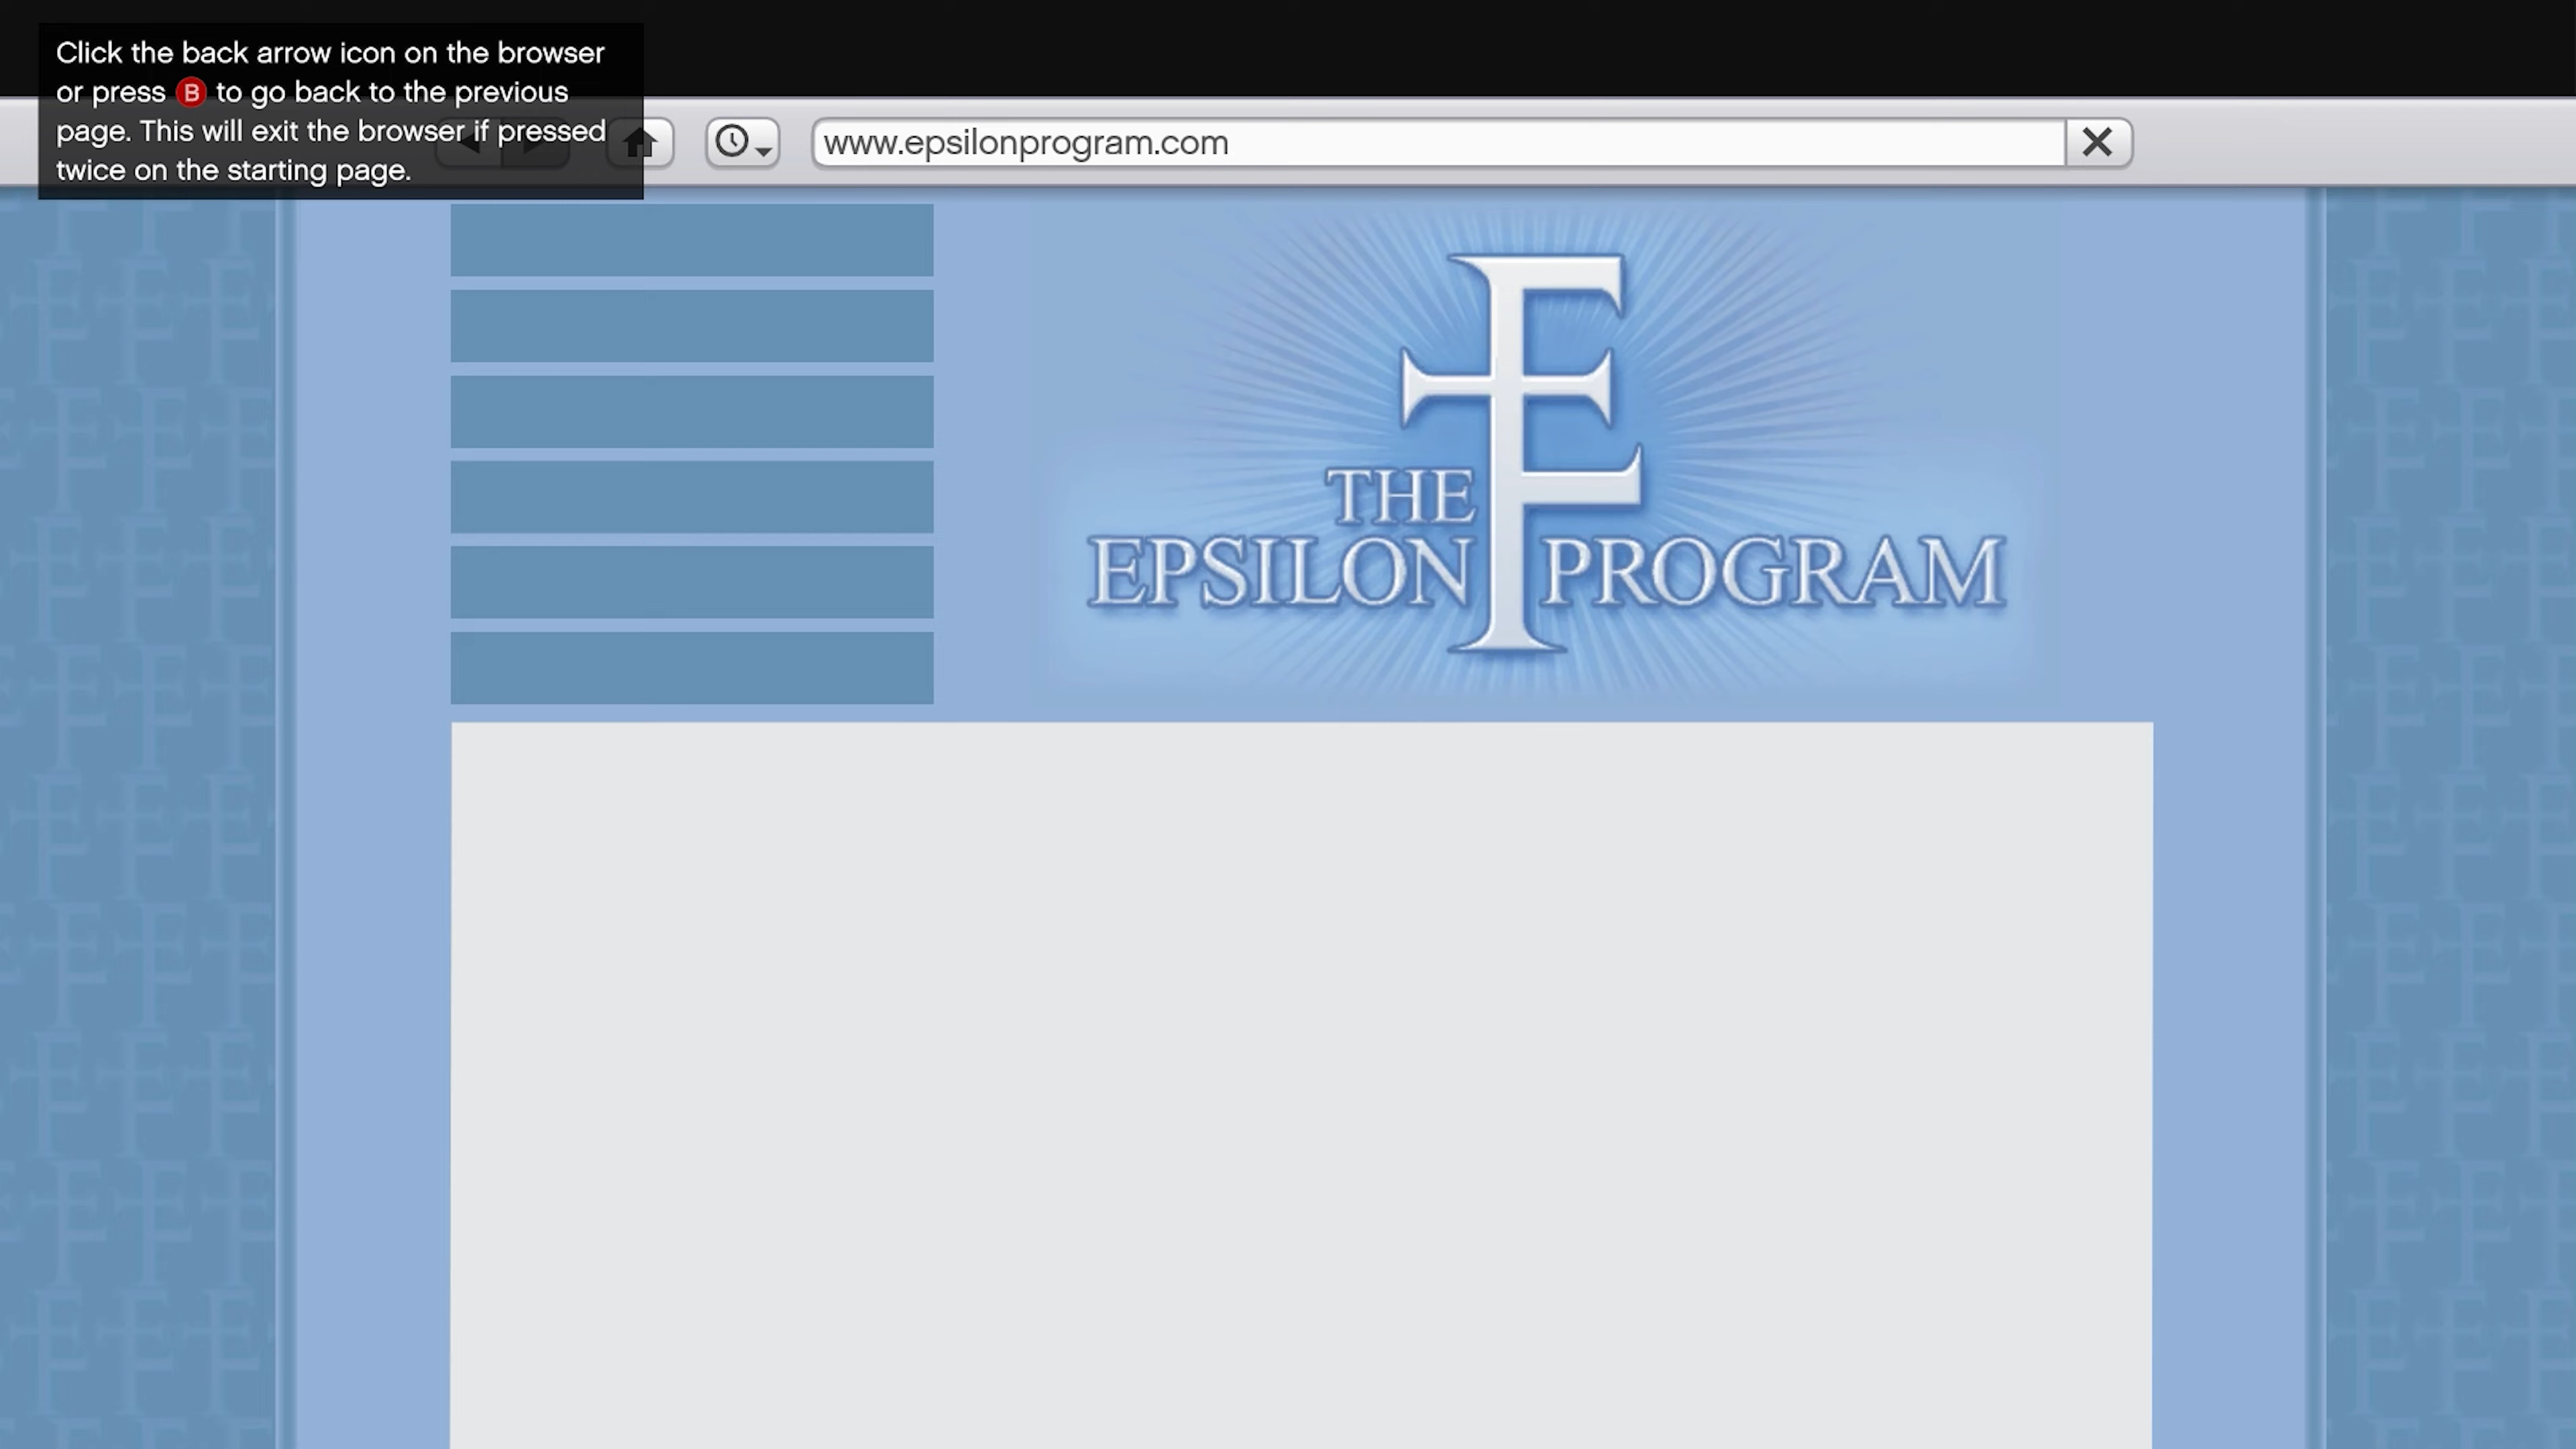 Click the back arrow icon on the browser
or press B to go back to the previous
page. This will exit the browser if pressed
twice on the starting page.
www.epsilonprogram.com
THE
EPSILON PROGRAM